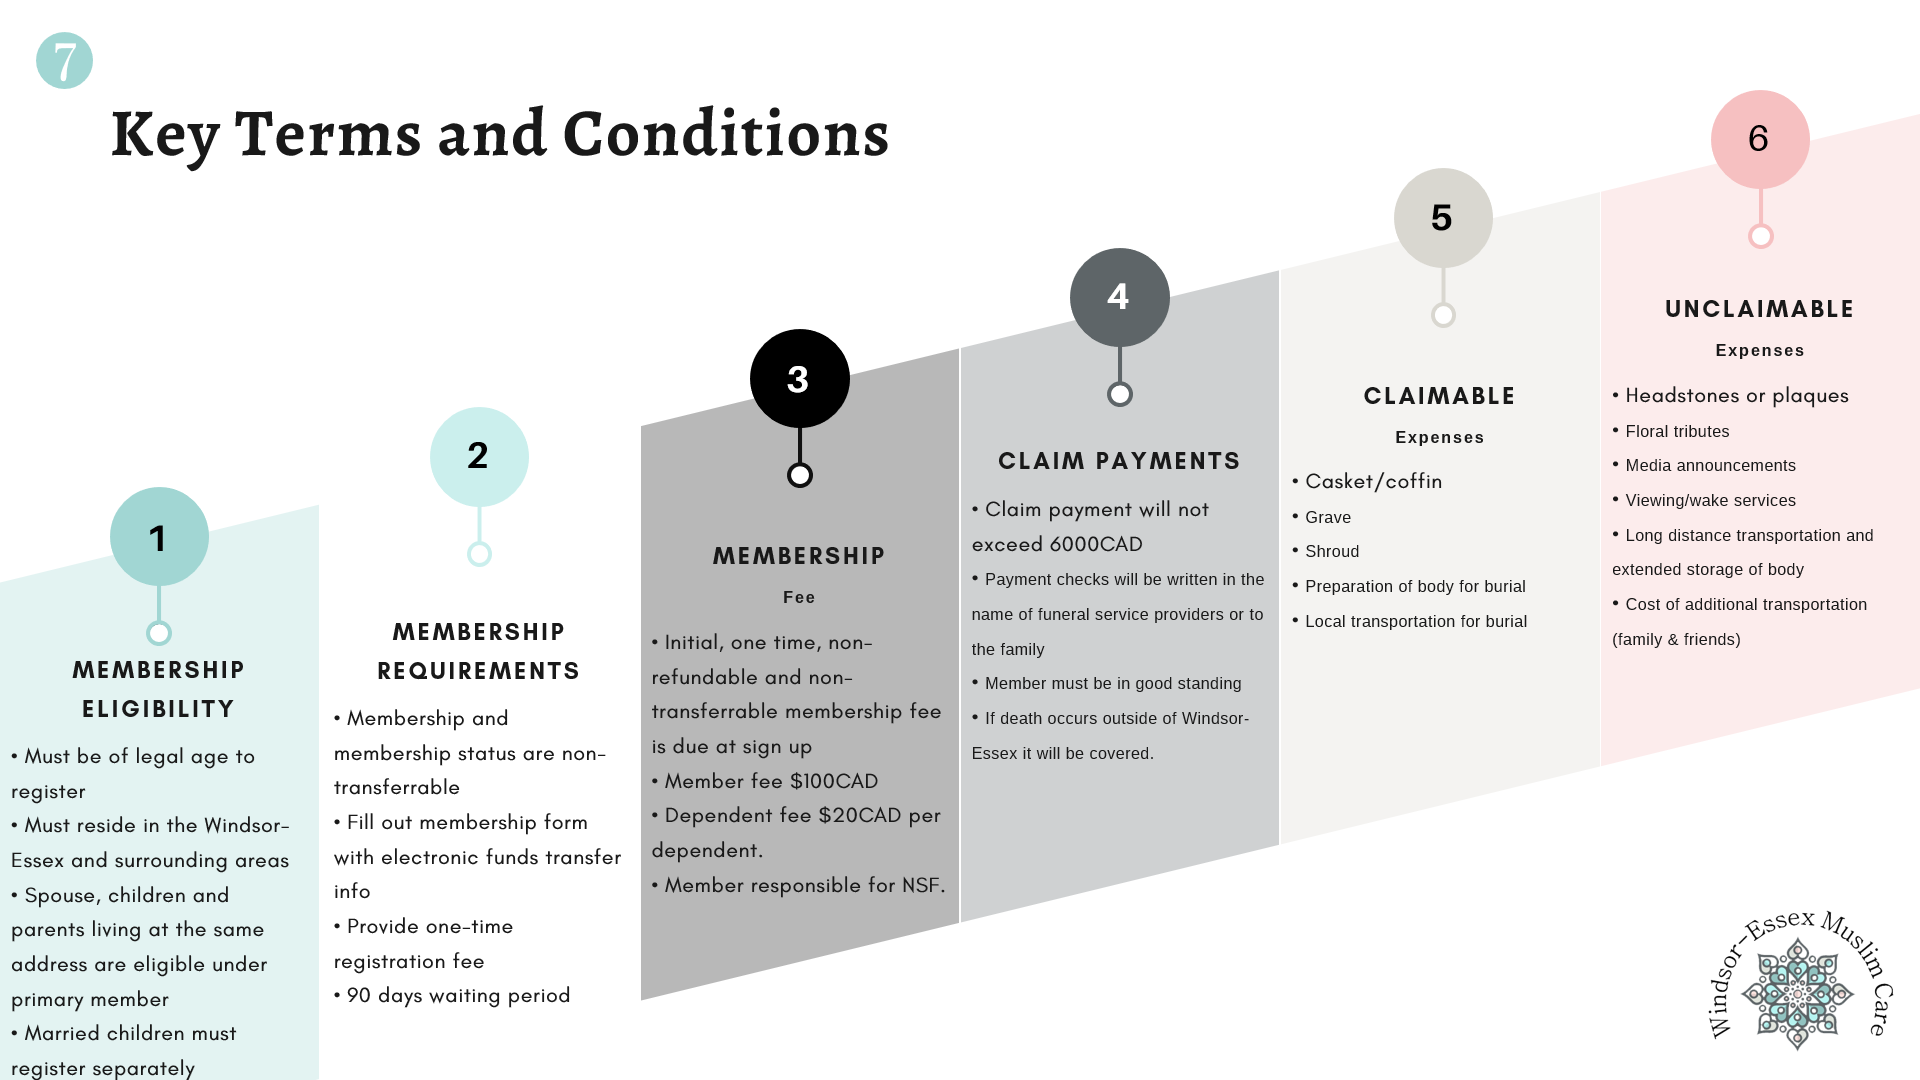 7
Key Terms and Conditions
1
MEMBERSHIP
ELIGIBILITY
• Must be of legal age to
register
• Must reside in the Windsor-
Essex and surrounding areas
• Spouse, children and
parents living at the same
address are eligible under
primary member
• Married children must
register separately
2
MEMBERSHIP
REQUIREMENTS
• Membership and
membership status are non-
transferrable
• Fill out membership form
with electronic funds transfer
info
• Provide one-time
registration fee
• 90 days waiting period
3
MEMBERSHIP
Fee
• Initial, one time, non-
refundable and non-
transferrable membership fee
is due at sign up
• Member fee $100CAD
• Dependent fee $20CAD per
dependent.
• Member responsible for NSF.
4
CLAIM PAYMENTS
• Claim payment will not
exceed 6000CAD
• Payment checks will be written in the
name of funeral service providers or to
the family
• Member must be in good standing
• If death occurs outside of Windsor-
Essex it will be covered.
5
CLAIMABLE
Expenses
• Casket/coffin
• Grave
• Shroud
• Preparation of body for burial
• Local transportation for burial
6
UNCLAIMABLE
Expenses
• Headstones or plaques
• Floral tributes
• Media announcements
• Viewing/wake services
• Long distance transportation and
extended storage of body
• Cost of additional transportation
(family & friends)
Windsor-Essex Muslim Care